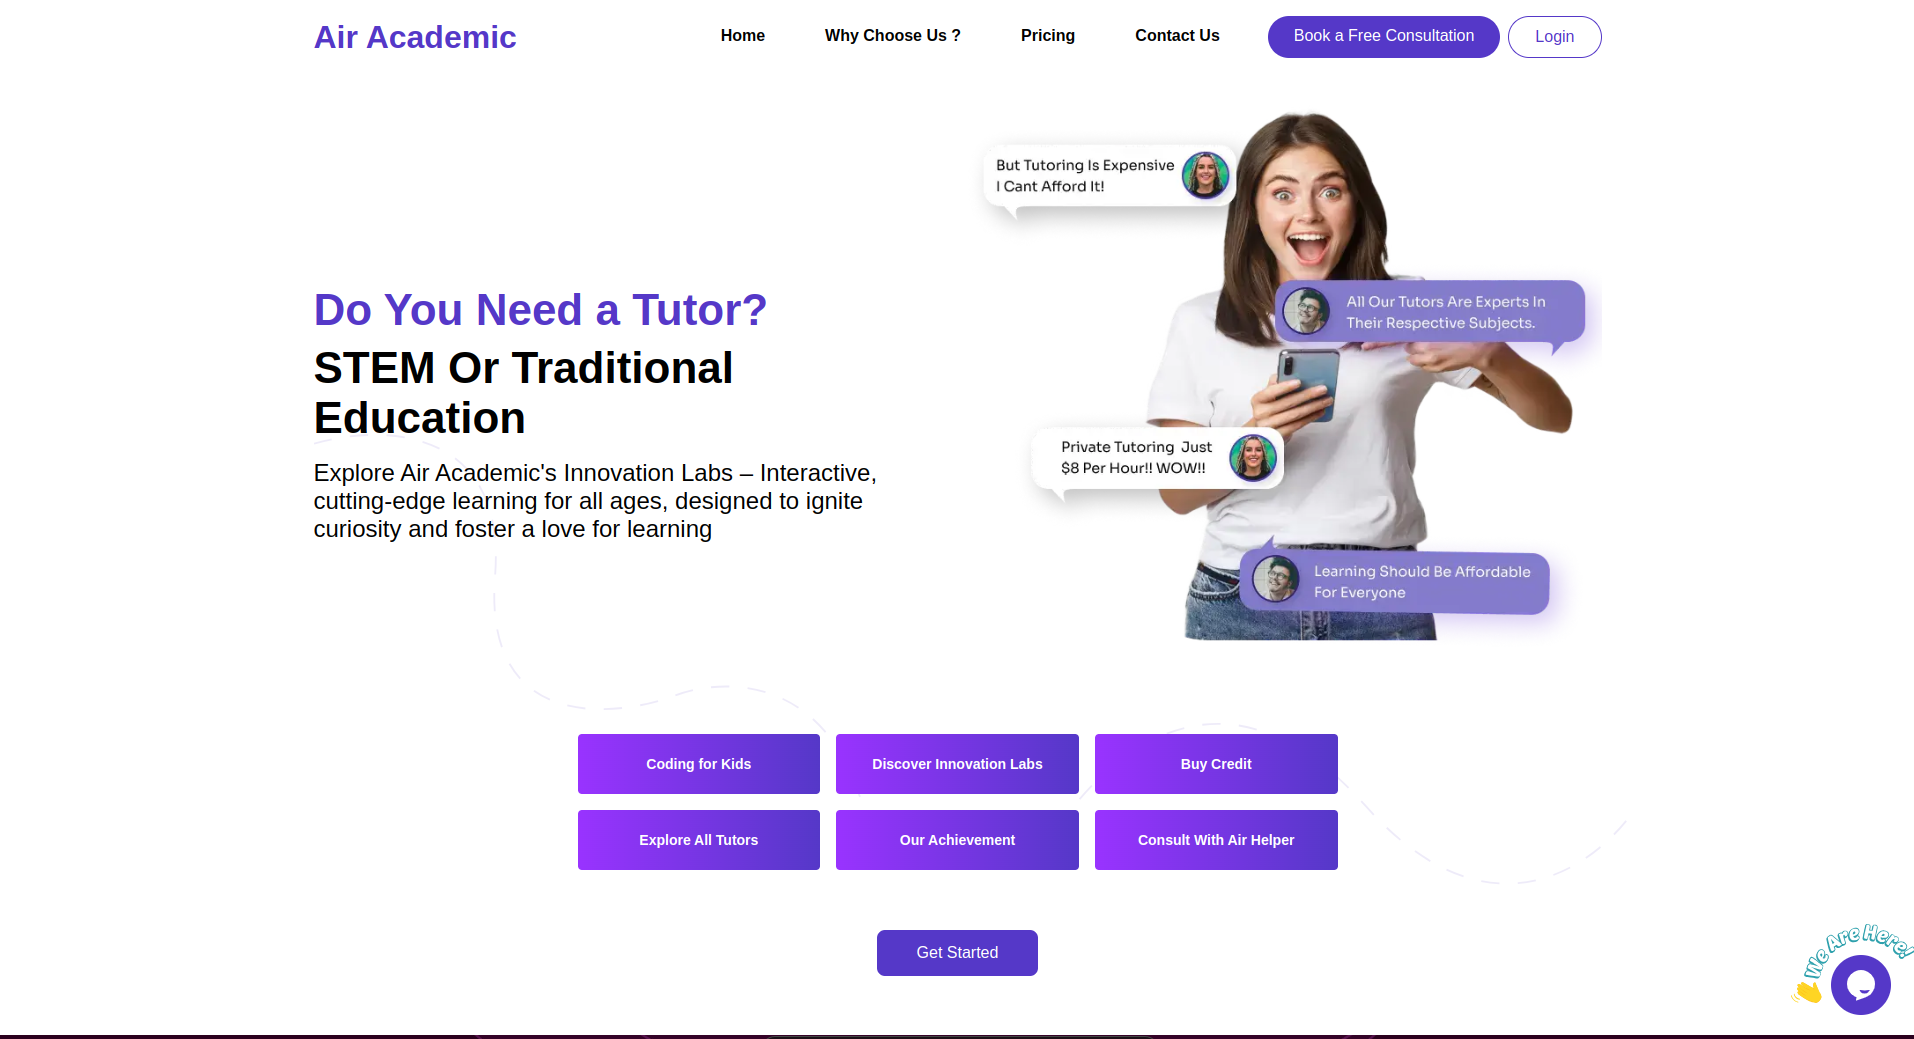 Air Academic
Home
Why Choose Us ?
Pricing
Contact Us
Book a Free Consultation
Login
But Tutoring Is Expensive
I Cant Afford It!
All Our Tutors Are Experts In
Their Respective Subjects.
Do You Need a Tutor?
STEM Or Traditional
Education
Explore Air Academic's Innovation Labs – Interactive,
cutting-edge learning for all ages, designed to ignite
curiosity and foster a love for learning
Private Tutoring Just
$8 Per Hour!! WOW!!
Learning Should Be Affordable
For Everyone
Coding for Kids
Discover Innovation Labs
Buy Credit
Explore All Tutors
Our Achievement
Consult With Air Helper
Get Started
We Are Here!